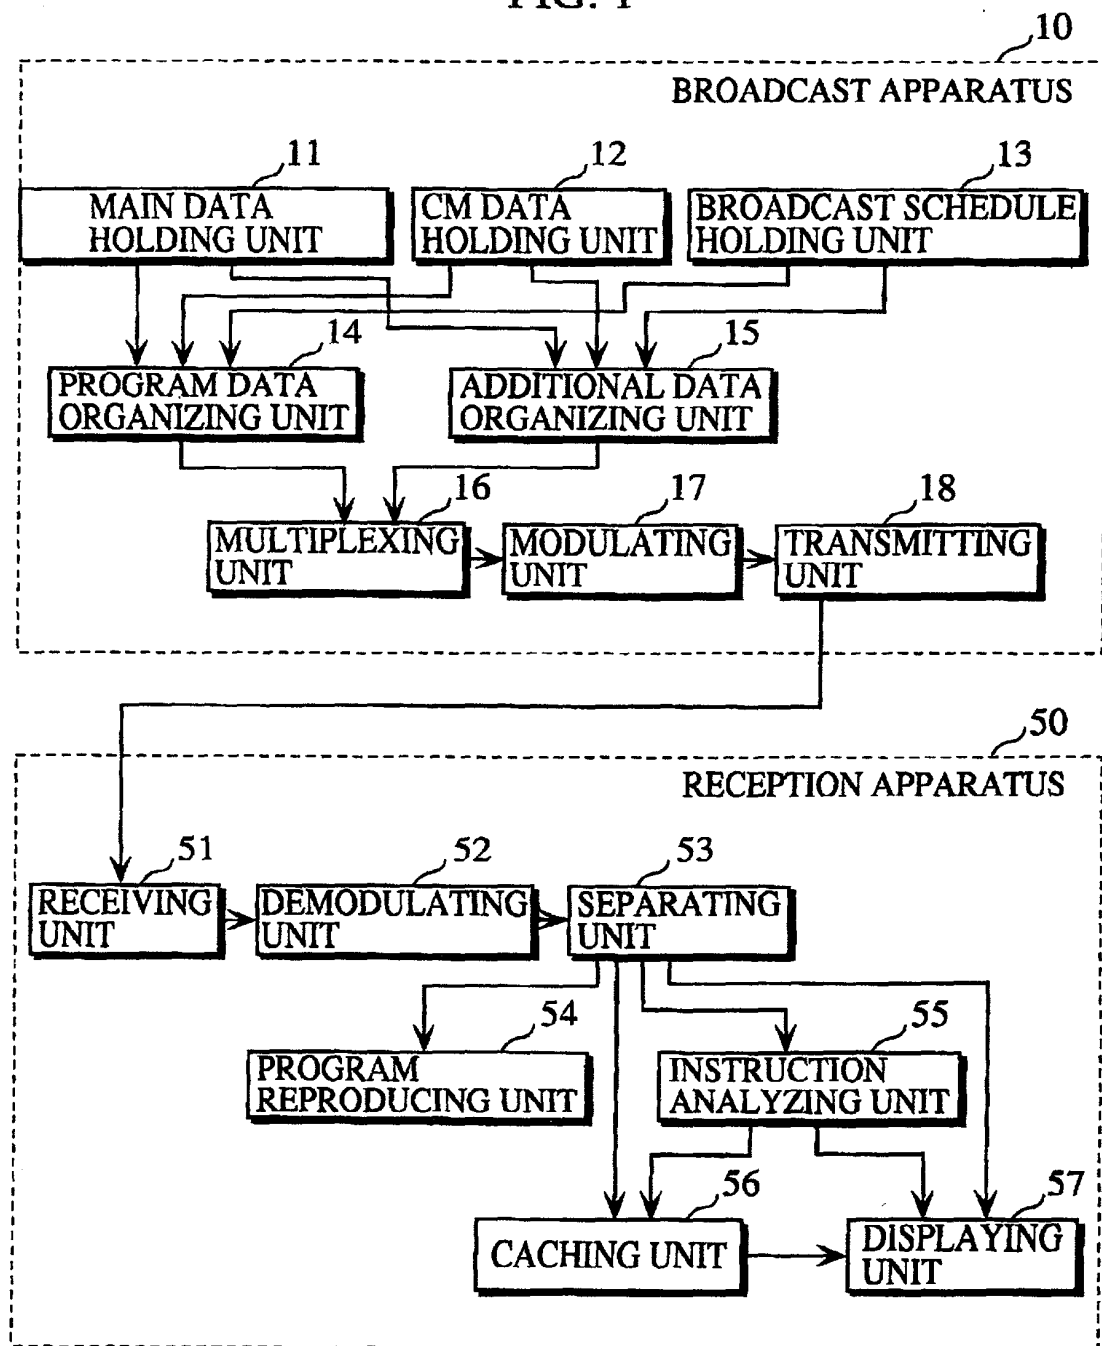 FIG. 1
10
BROADCAST APPARATUS
11
12
13
MAIN DATA
HOLDING UNIT
CM DATA
HOLDING UNIT
BROADCAST SCHEDULE
HOLDING UNIT
14
15
PROGRAM DATA
ORGANIZING UNIT
ADDITIONAL DATA
ORGANIZING UNIT
16
17
18
MULTIPLEXING
UNIT
MODULATING
UNIT
TRANSMITTING
UNIT
50
RECEPTION APPARATUS
51
52
53
RECEIVING
UNIT
DEMODULATING
UNIT
SEPARATING
UNIT
54
55
PROGRAM
REPRODUCING UNIT
INSTRUCTION
ANALYZING UNIT
56
57
CACHING UNIT
DISPLAYING
UNIT